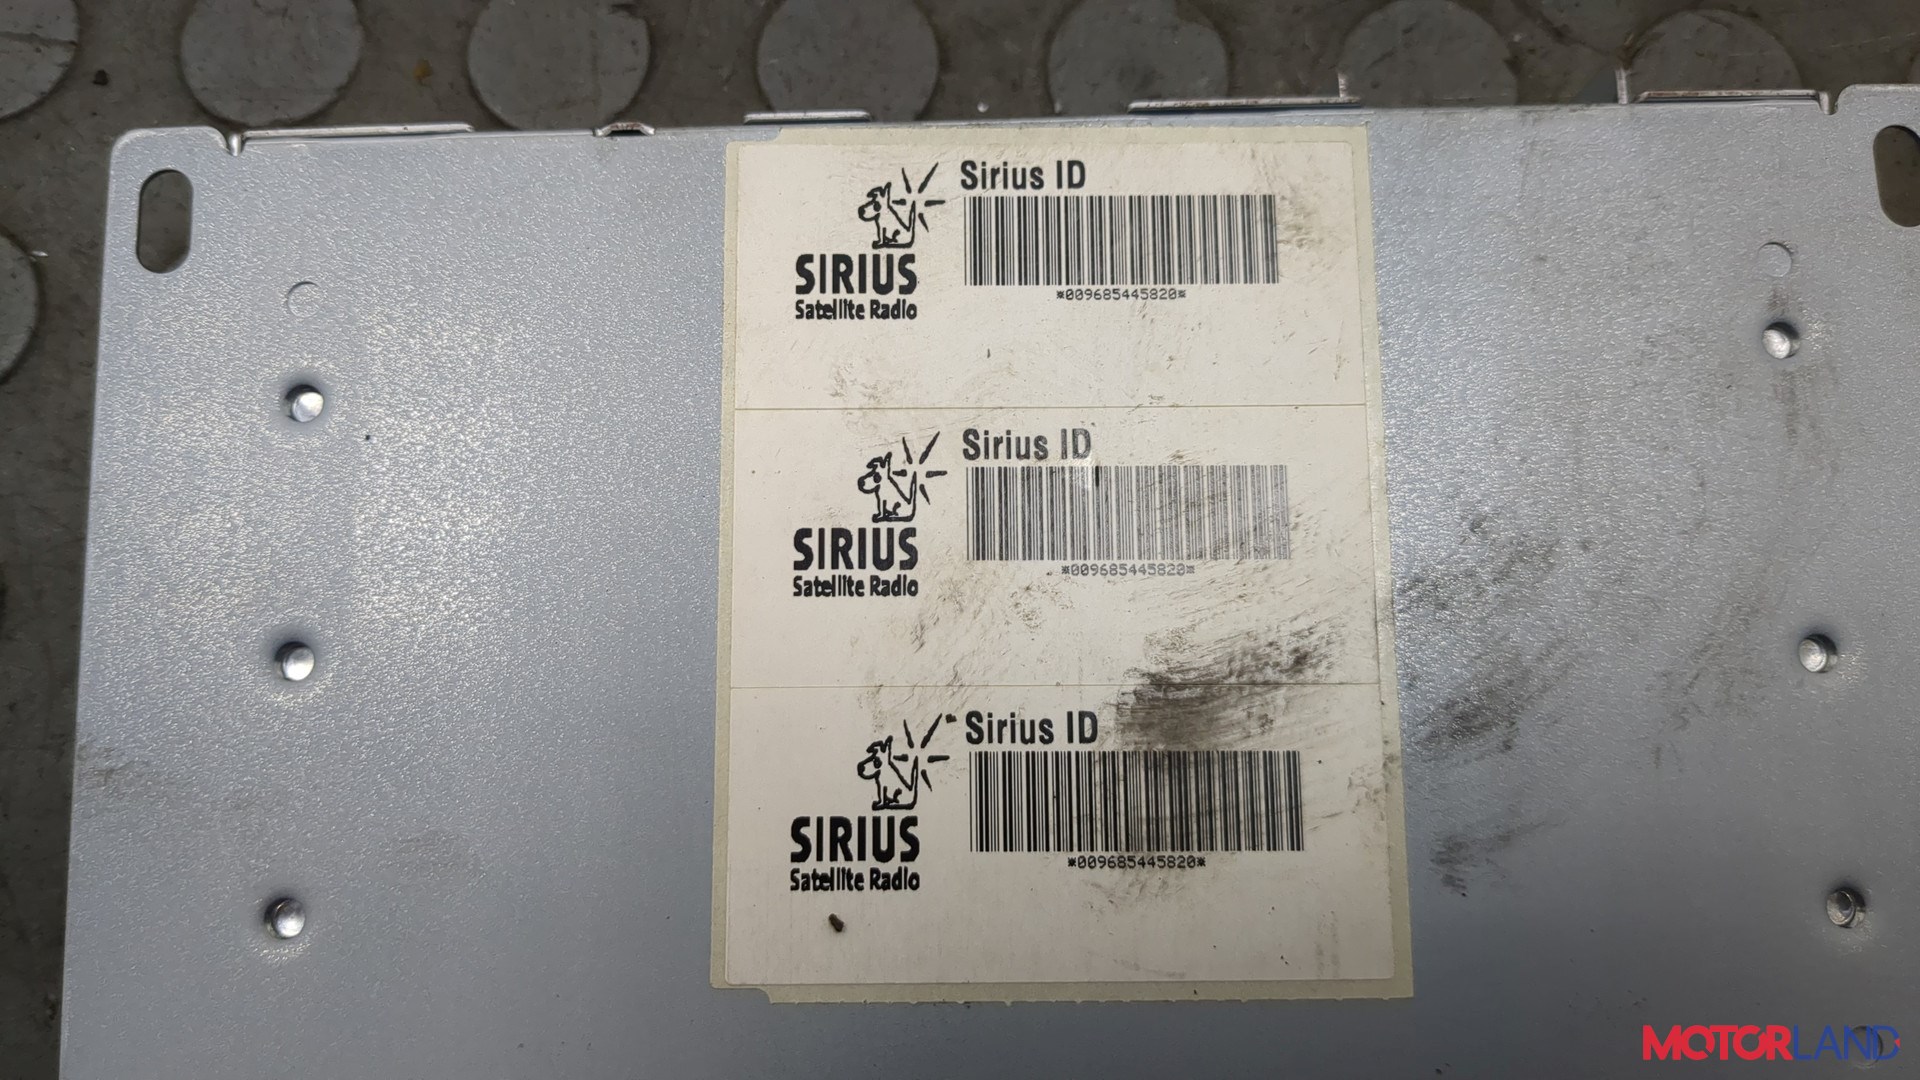 Sirius ID
SIRIUS
Satellite Radio
*009685445820*
Sirius ID
SIRIUS
Satellite Radio
*009685445820*
Sirius ID
SIRIUS
Satellite Radio
*009685445820*
MOTORLAND